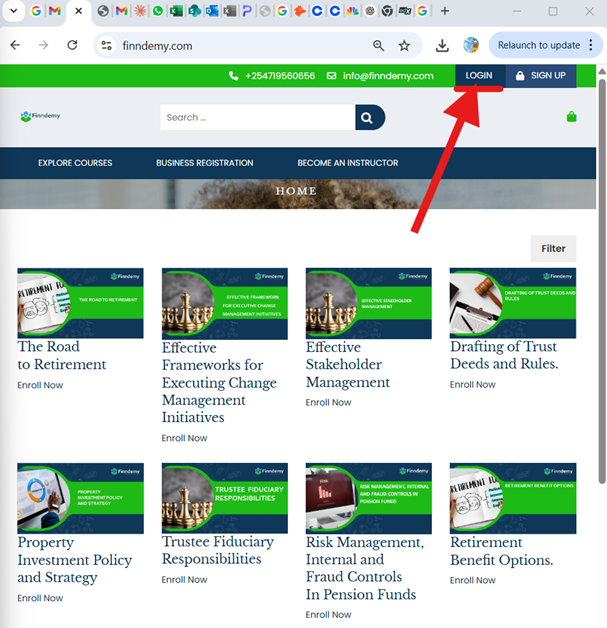 finndemy.com
Relaunch to update
+254719560656 info@finndemy.com LOGIN SIGN UP
Finndemy
Search ...
EXPLORE COURSES BUSINESS REGISTRATION BECOME AN INSTRUCTOR
HOME
Filter
Finndemy
THE ROAD TO RETIREMENT
The Road
to Retirement
Enroll Now
Finndemy
EFFECTIVE FRAMEWORK
FOR EXECUTIVE CHANGE
MANAGEMENT INITIATIVES
Effective
Frameworks for
Executing Change
Management
Initiatives
Enroll Now
Finndemy
EFFECTIVE STAKEHOLDER
MANAGEMENT
Effective
Stakeholder
Management
Enroll Now
Finndemy
DRAFTING OF TRUST DEEDS AND
RULES
Drafting of Trust
Deeds and Rules.
Enroll Now
Finndemy
PROPERTY
INVESTMENT POLICY
AND STRATEGY
Property
Investment Policy
and Strategy
Enroll Now
Finndemy
TRUSTEE FIDUCIARY
RESPONSIBILITIES
Trustee Fiduciary
Responsibilities
Enroll Now
Finndemy
RISK MANAGEMENT, INTERNAL
AND FRAUD CONTROLS IN
PENSION FUNDS
Risk Management,
Internal and
Fraud Controls
In Pension Funds
Enroll Now
Finndemy
RETIREMENT BENEFIT OPTIONS
Retirement
Benefit Options.
Enroll Now